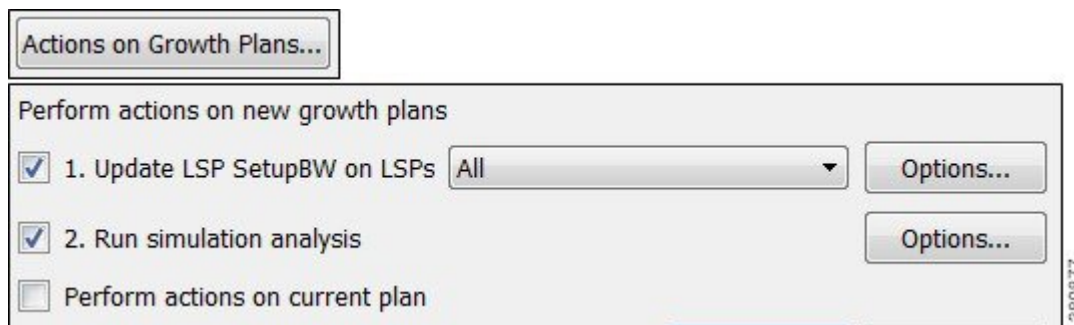 Actions on Growth Plans...
Perform actions on new growth plans
1. Update LSP SetupBW on LSPs All Options...
2. Run simulation analysis Options...
Perform actions on current plan